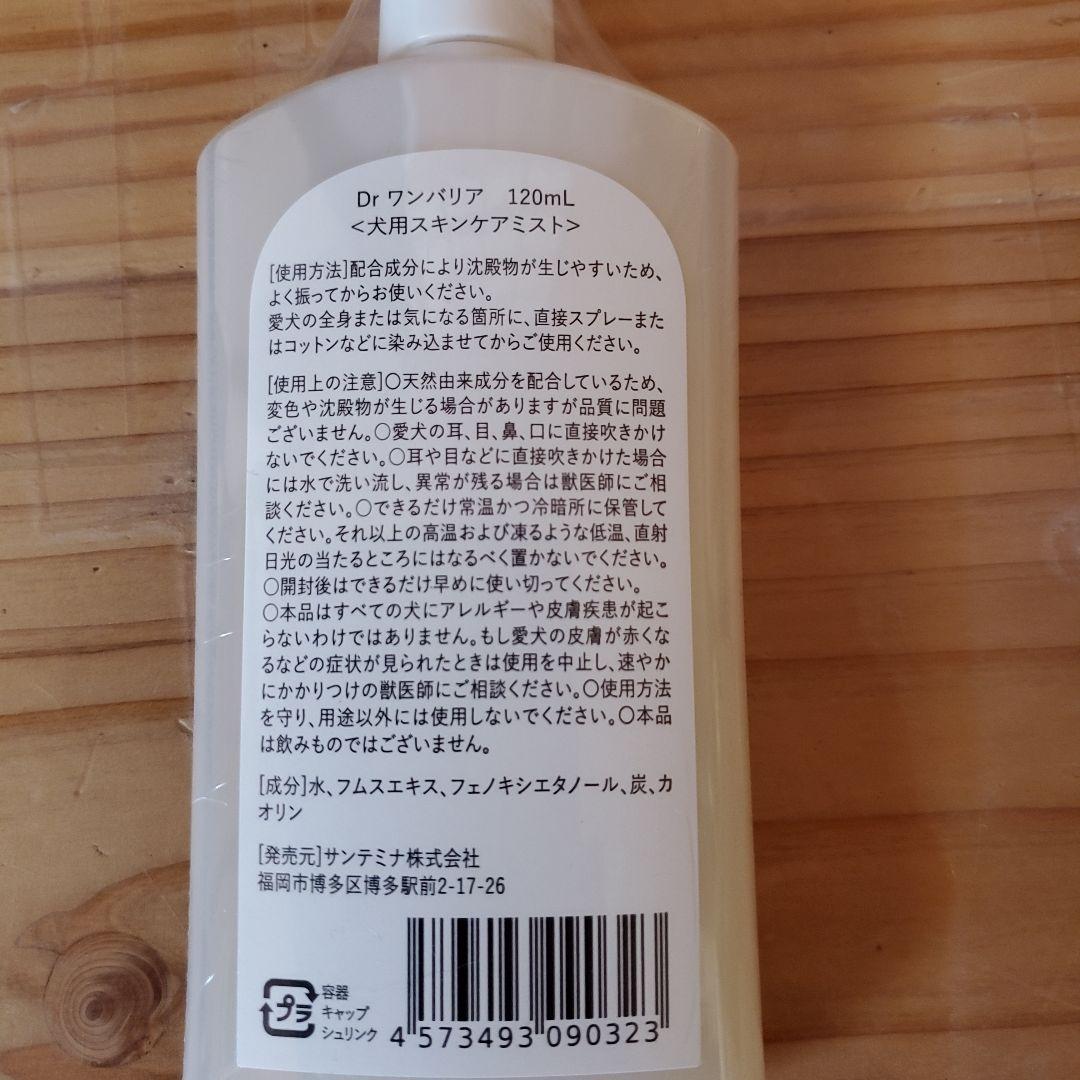 Dr ワンバリア　120mL
<犬用スキンケアミスト>
[使用方法]配合成分により沈殿物が生じやすいため、
よく振ってからお使いください。
愛犬の全身または気になる箇所に、直接スプレーまた
はコットンなどに染み込ませてからご使用ください。
[使用上の注意]○天然由来成分を配合しているため、
変色や沈殿物が生じる場合がありますが品質に問題
ございません。○愛犬の耳、目、鼻、口に直接吹きかけ
ないでください。○耳や目などに直接吹きかけた場合
には水で洗い流し、異常が残る場合は獣医師にご相
談ください。○できるだけ常温かつ冷暗所に保管して
ください。それ以上の高温および凍るような低温、直射
日光の当たるところにはなるべく置かないでください。
○開封後はできるだけ早めに使い切ってください。
○本品はすべての犬にアレルギーや皮膚疾患が起こ
らないわけではありません。もし愛犬の皮膚が赤くな
るなどの症状が見られたときは使用を中止し、速やか
にかかりつけの獣医師にご相談ください。○使用方法
を守り、用途以外には使用しないでください。○本品
は飲みものではございません。
[成分]水、フムスエキス、フェノキシエタノール、炭、カ
オリン
[発売元]サンテミナ株式会社
福岡市博多区博多駅前2-17-26
プラ
容器
キャップ
シュリンク
4 573493 090323